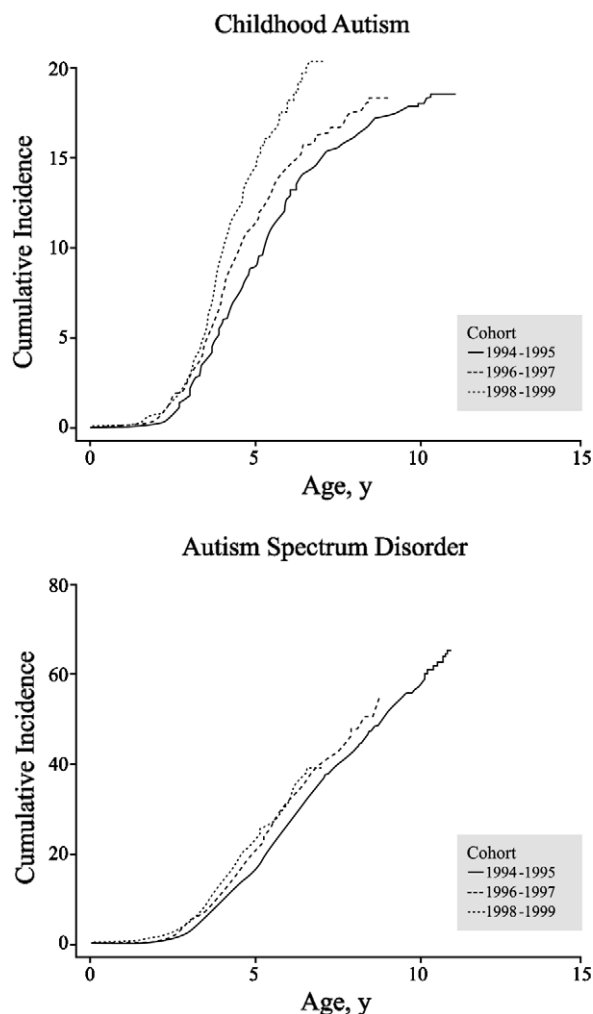 Childhood Autism
20
15
10
5
0
Cumulative Incidence
Cohort
1994-1995
1996-1997
1998-1999
0 5 10 15
Age, y
Autism Spectrum Disorder
80
60
40
20
0
Cumulative Incidence
Cohort
1994-1995
1996-1997
1998-1999
0 5 10 15
Age, y